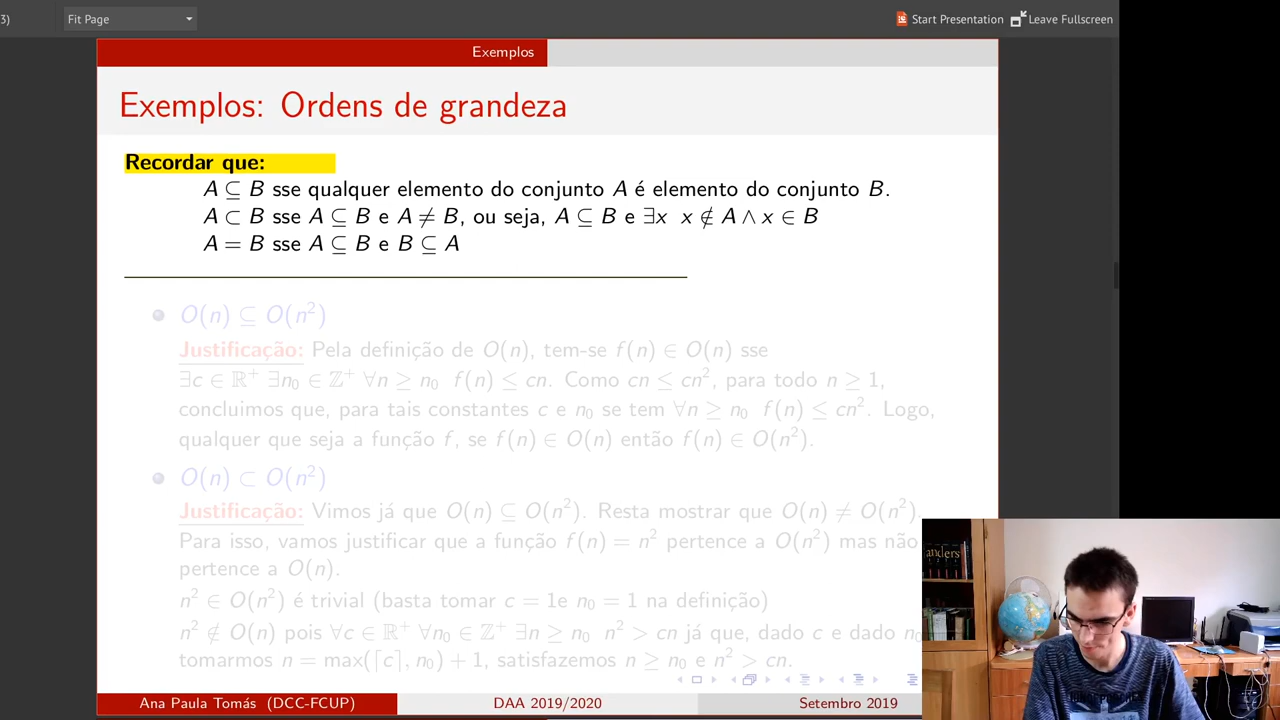 3)
Fit Page
Start Presentation
Leave Fullscreen
Exemplos
Exemplos: Ordens de grandeza
Recordar que:
A ⊆ B sse qualquer elemento do conjunto A é elemento do conjunto B.
A ⊂ B sse A ⊆ B e A ≠ B, ou seja, A ⊆ B e ∃x x ∉ A ∧ x ∈ B
A = B sse A ⊆ B e B ⊆ A
O(n) ⊆ O(n²)
Justificação: Pela definição de O(n), tem-se f(n) ∈ O(n) sse
∃c ∈ ℝ⁺ ∃n₀ ∈ ℤ⁺ ∀n ≥ n₀ f(n) ≤ cn. Como cn ≤ cn², para todo n ≥ 1,
concluimos que, para tais constantes c e n₀ se tem ∀n ≥ n₀ f(n) ≤ cn². Logo,
qualquer que seja a função f, se f(n) ∈ O(n) então f(n) ∈ O(n²).
O(n) ⊂ O(n²)
Justificação: Vimos já que O(n) ⊆ O(n²). Resta mostrar que O(n) ≠ O(n²).
Para isso, vamos justificar que a função f(n) = n² pertence a O(n²) mas não
pertence a O(n).
n² ∈ O(n²) é trivial (basta tomar c = 1e n₀ = 1 na definição)
n² ∉ O(n) pois ∀c ∈ ℝ⁺ ∀n₀ ∈ ℤ⁺ ∃n ≥ n₀ n² > cn já que, dado c e dado n₀
tomarmos n = max(⌈c⌉, n₀) + 1, satisfazemos n ≥ n₀ e n² > cn.
Ana Paula Tomás (DCC-FCUP)
DAA 2019/2020
Setembro 2019
anders